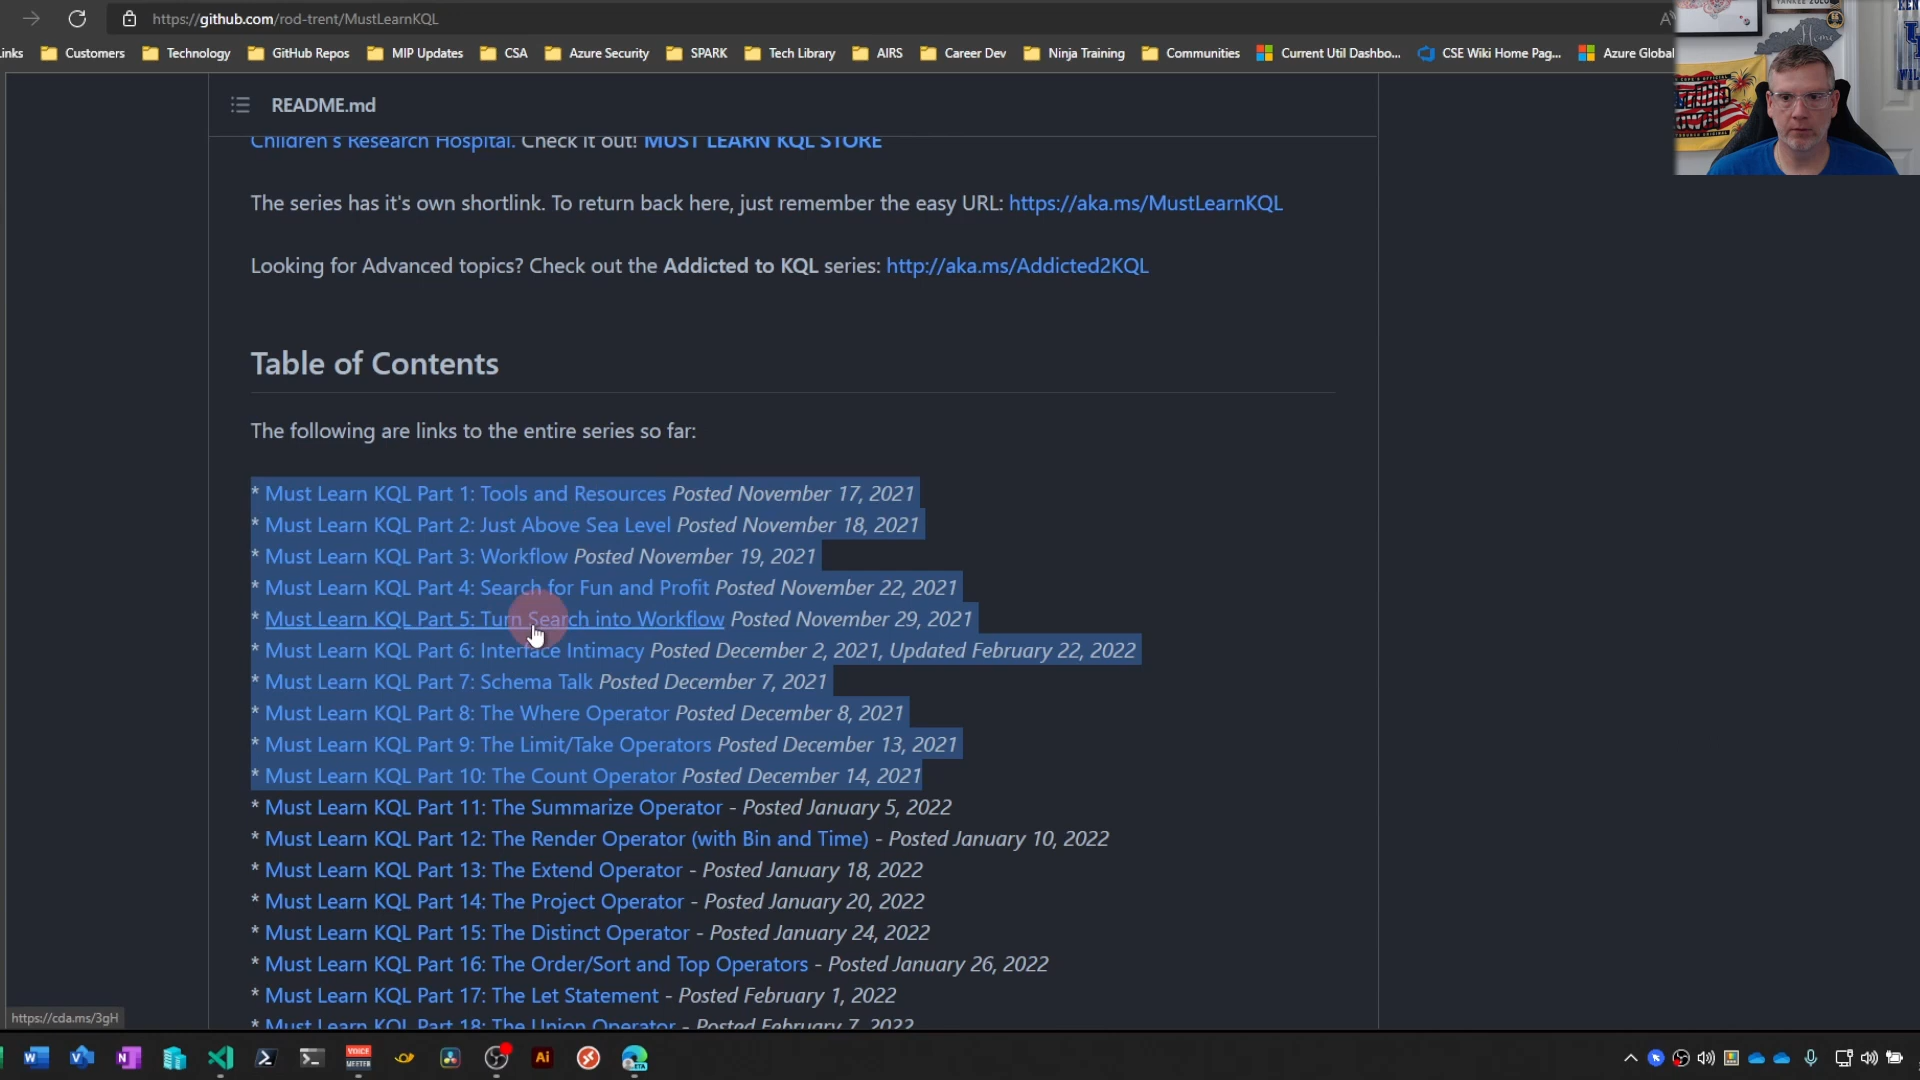 https://github.com/rod-trent/MustLearnKQL
inks Customers Technology GitHub Repos MIP Updates CSA Azure Security SPARK Tech Library AIRS Career Dev Ninja Training Communities Current Util Dashbo... CSE Wiki Home Pag... Azure Global
README.md
Children's Research Hospital. Check it out! MUST LEARN KQL STORE
The series has it's own shortlink. To return back here, just remember the easy URL: https://aka.ms/MustLearnKQL
Looking for Advanced topics? Check out the Addicted to KQL series: http://aka.ms/Addicted2KQL
Table of Contents
The following are links to the entire series so far:
* Must Learn KQL Part 1: Tools and Resources Posted November 17, 2021
* Must Learn KQL Part 2: Just Above Sea Level Posted November 18, 2021
* Must Learn KQL Part 3: Workflow Posted November 19, 2021
* Must Learn KQL Part 4: Search for Fun and Profit Posted November 22, 2021
* Must Learn KQL Part 5: Turn Search into Workflow Posted November 29, 2021
* Must Learn KQL Part 6: Interface Intimacy Posted December 2, 2021, Updated February 22, 2022
* Must Learn KQL Part 7: Schema Talk Posted December 7, 2021
* Must Learn KQL Part 8: The Where Operator Posted December 8, 2021
* Must Learn KQL Part 9: The Limit/Take Operators Posted December 13, 2021
* Must Learn KQL Part 10: The Count Operator Posted December 14, 2021
* Must Learn KQL Part 11: The Summarize Operator - Posted January 5, 2022
* Must Learn KQL Part 12: The Render Operator (with Bin and Time) - Posted January 10, 2022
* Must Learn KQL Part 13: The Extend Operator - Posted January 18, 2022
* Must Learn KQL Part 14: The Project Operator - Posted January 20, 2022
* Must Learn KQL Part 15: The Distinct Operator - Posted January 24, 2022
* Must Learn KQL Part 16: The Order/Sort and Top Operators - Posted January 26, 2022
* Must Learn KQL Part 17: The Let Statement - Posted February 1, 2022
* Must Learn KQL Part 18: The Union Operator - Posted February 7, 2022
https://cda.ms/3gH
VOICE
MEETER
Ai